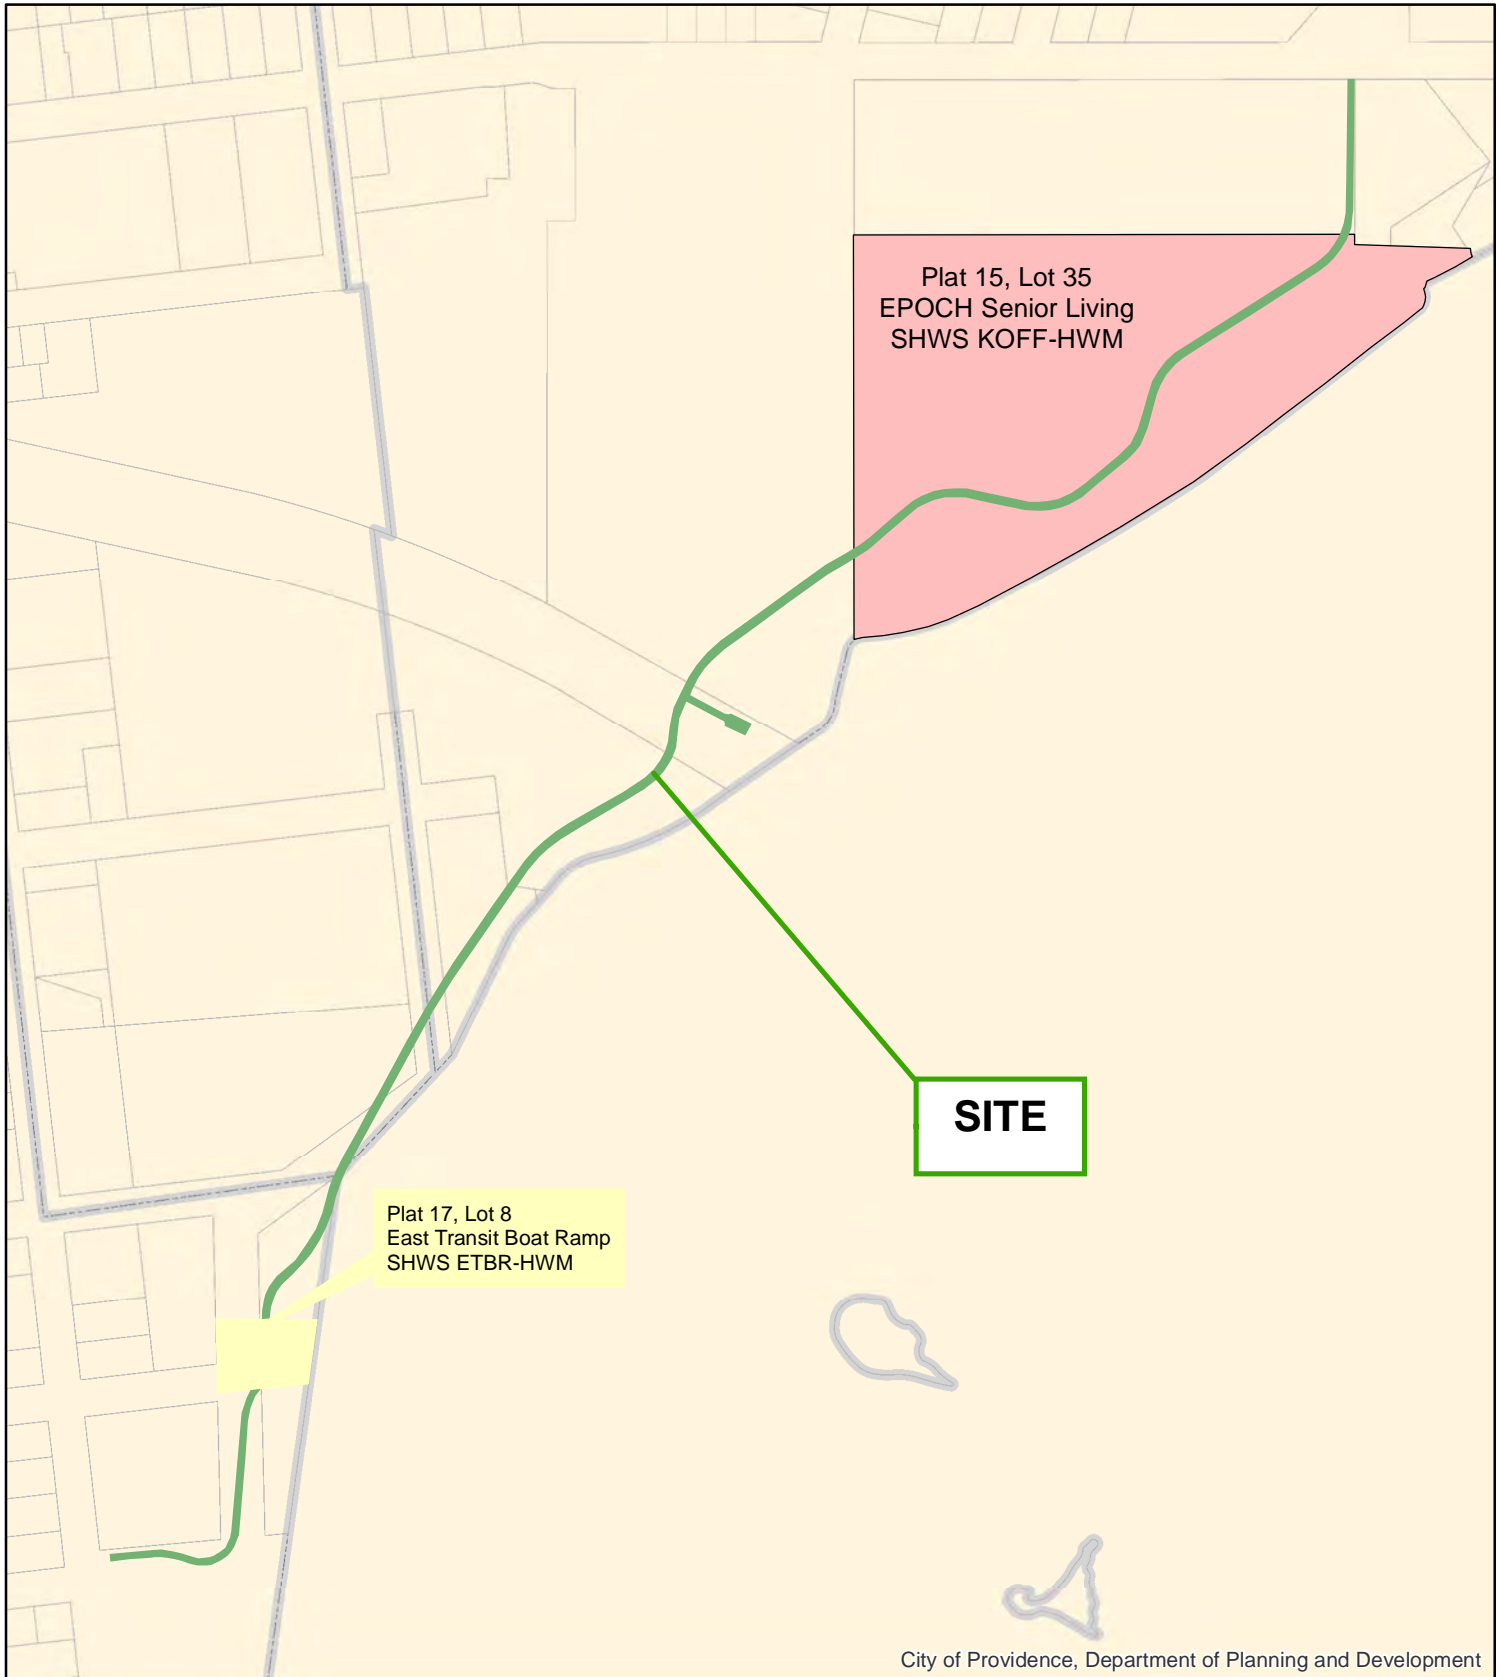 Plat 15, Lot 35
EPOCH Senior Living
SHWS KOFF-HWM
SITE
Plat 17, Lot 8
East Transit Boat Ramp
SHWS ETBR-HWM
City of Providence, Department of Planning and Development